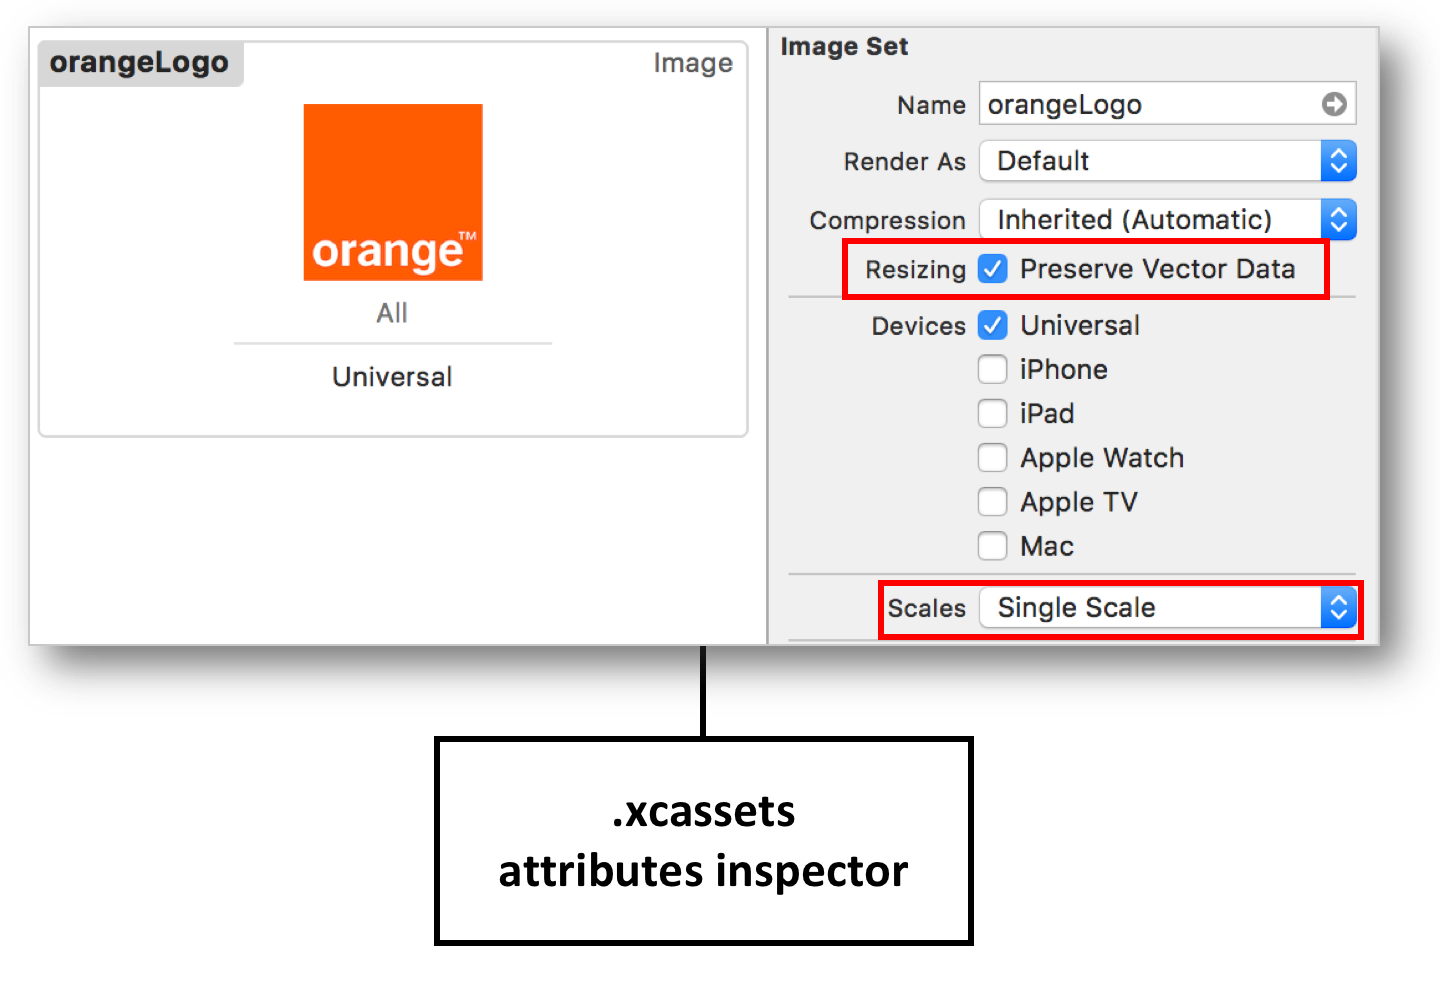 orangeLogo
Image
orange™
All
Universal
Image Set
Name orangeLogo
Render As Default
Compression Inherited (Automatic)
Resizing Preserve Vector Data
Devices Universal
iPhone
iPad
Apple Watch
Apple TV
Mac
Scales Single Scale
.xcassets
attributes inspector